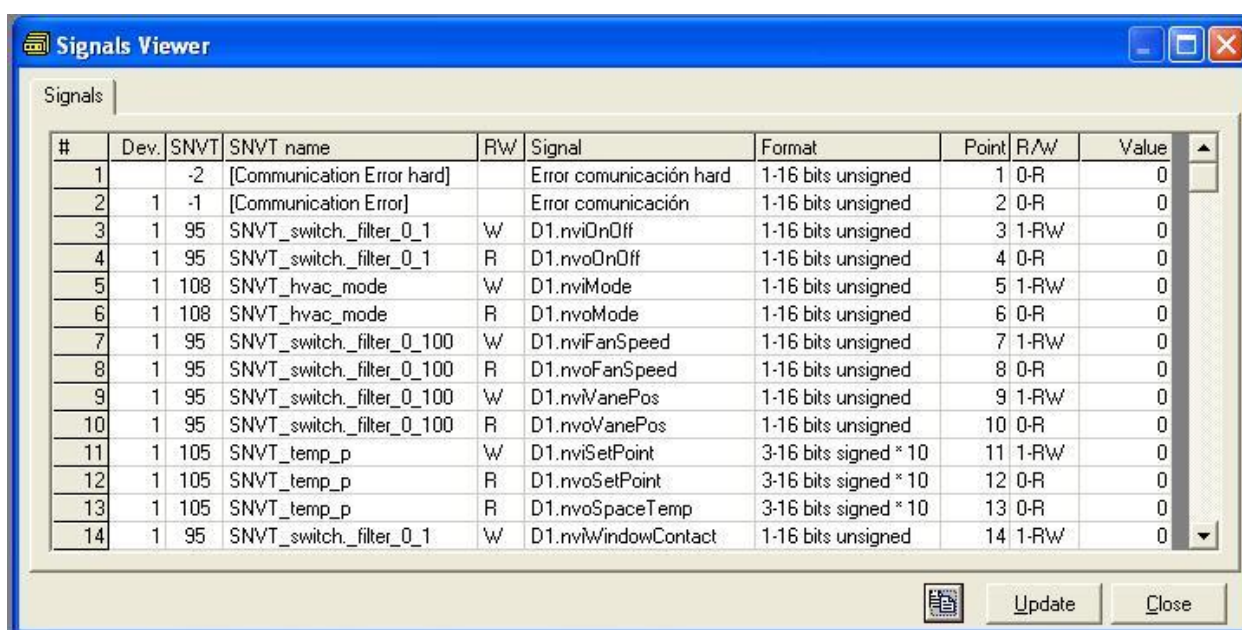 Signals Viewer
Signals
# Dev. SNVT SNVT name RW Signal Format Point R/W Value
1 -2 [Communication Error hard] Error comunicación hard 1-16 bits unsigned 1 0-R 0
2 1 -1 [Communication Error] Error comunicación 1-16 bits unsigned 2 0-R 0
3 1 95 SNVT_switch._filter_0_1 W D1.nviOnOff 1-16 bits unsigned 3 1-RW 0
4 1 95 SNVT_switch._filter_0_1 R D1.nvoOnOff 1-16 bits unsigned 4 0-R 0
5 1 108 SNVT_hvac_mode W D1.nviMode 1-16 bits unsigned 5 1-RW 0
6 1 108 SNVT_hvac_mode R D1.nvoMode 1-16 bits unsigned 6 0-R 0
7 1 95 SNVT_switch._filter_0_100 W D1.nviFanSpeed 1-16 bits unsigned 7 1-RW 0
8 1 95 SNVT_switch._filter_0_100 R D1.nvoFanSpeed 1-16 bits unsigned 8 0-R 0
9 1 95 SNVT_switch._filter_0_100 W D1.nviVanePos 1-16 bits unsigned 9 1-RW 0
10 1 95 SNVT_switch._filter_0_100 R D1.nvoVanePos 1-16 bits unsigned 10 0-R 0
11 1 105 SNVT_temp_p W D1.nviSetPoint 3-16 bits signed * 10 11 1-RW 0
12 1 105 SNVT_temp_p R D1.nvoSetPoint 3-16 bits signed * 10 12 0-R 0
13 1 105 SNVT_temp_p R D1.nvoSpaceTemp 3-16 bits signed * 10 13 0-R 0
14 1 95 SNVT_switch._filter_0_1 W D1.nviWindowContact 1-16 bits unsigned 14 1-RW 0
Update Close